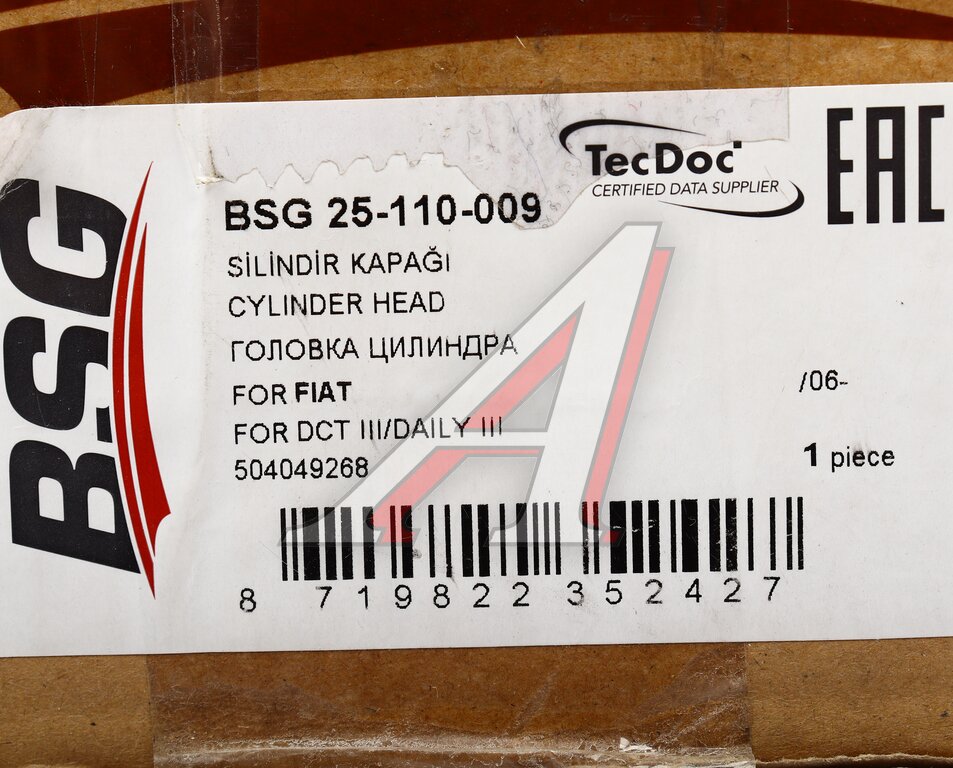 BSG
TecDoc
CERTIFIED DATA SUPPLIER
EAC
BSG 25-110-009
SİLİNDİR KAPAĞI
CYLINDER HEAD
ГОЛОВКА ЦИЛИНДРА
FOR FIAT /06-
FOR DCT III/DAILY III
504049268 1 piece
8 719822 352427